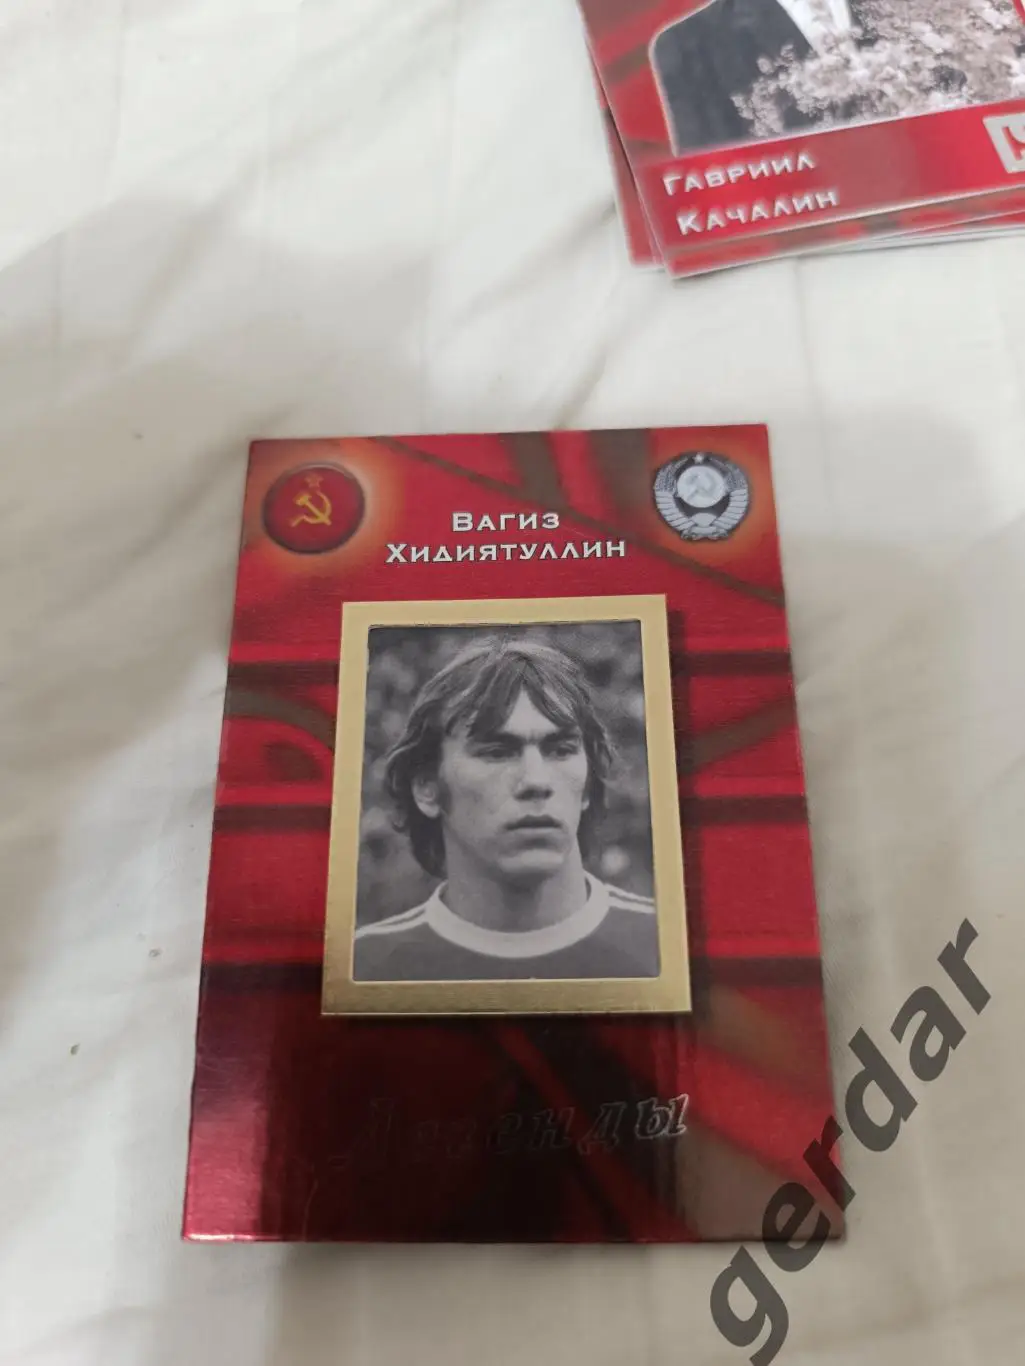 Гавриил
Качалин
Вагиз
Хидиятуллин
Легенды
gerdar